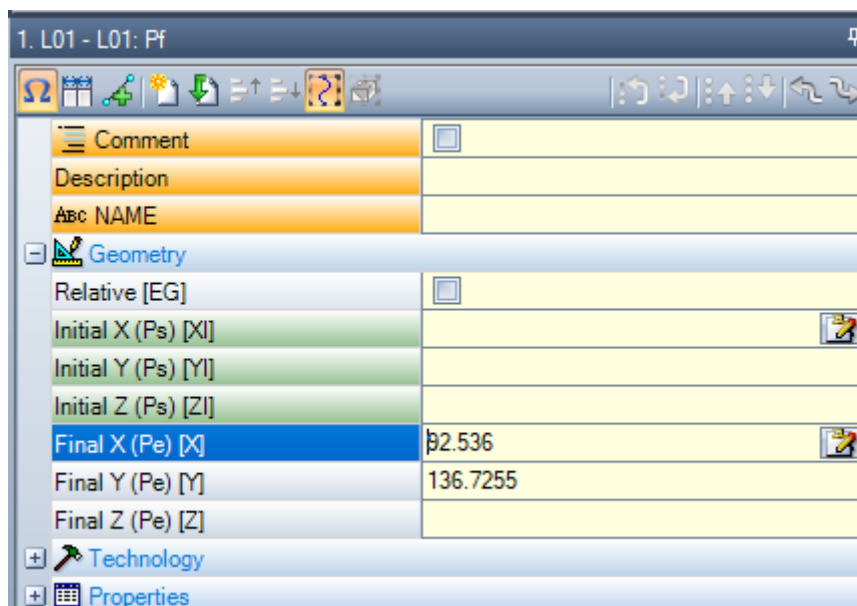 1. L01 - L01: Pf
Ω
Comment
Description
ABC NAME
Geometry
Relative [EG]
Initial X (Ps) [XI]
Initial Y (Ps) [YI]
Initial Z (Ps) [ZI]
Final X (Pe) [X] 92.536
Final Y (Pe) [Y] 136.7255
Final Z (Pe) [Z]
Technology
Properties